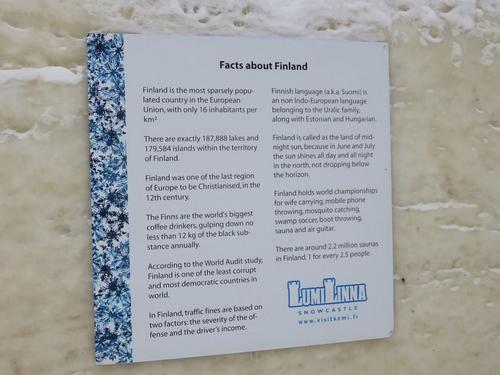 Facts about Finland
Finland is the most sparsely popu-
lated country in the European
Union, with only 16 inhabitants per
km²
There are exactly 187,888 lakes and
179,584 islands within the territory
of Finland.
Finland was one of the last region
of Europe to be Christianised, in the
12th century.
The Finns are the world's biggest
coffee drinkers, gulping down no
less than 12 kg of the black sub-
stance annually.
According to the World Audit study,
Finland is one of the least corrupt
and most democratic countries in
world.
In Finland, traffic fines are based on
two factors: the severity of the of-
fense and the driver's income.
Finnish language (a.k.a. Suomi) is
an non Indo-European language
belonging to the Uralic family,
along with Estonian and Hungarian.
Finland is called as the land of mid-
night sun, because in June and July
the sun shines all day and all night
in the north, not dropping below
the horizon.
Finland holds world championships
for wife carrying, mobile phone
throwing, mosquito catching,
swamp soccer, boot throwing,
sauna and air guitar.
There are around 2.2 million saunas
in Finland, 1 for every 2.5 people.
LUMILINNA
SNOWCASTLE
www.visitkemi.fi